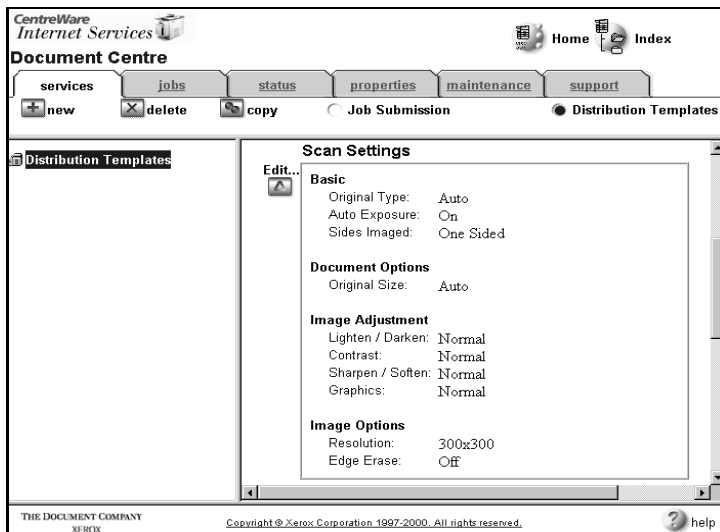 CentreWare
Internet Services
Home
Index
Document Centre
services
jobs
status
properties
maintenance
support
new
delete
copy
Job Submission
Distribution Templates
Distribution Templates
Scan Settings
Edit...
Basic
Original Type: Auto
Auto Exposure: On
Sides Imaged: One Sided
Document Options
Original Size: Auto
Image Adjustment
Lighten / Darken: Normal
Contrast: Normal
Sharpen / Soften: Normal
Graphics: Normal
Image Options
Resolution: 300x300
Edge Erase: Off
THE DOCUMENT COMPANY
XEROX
Copyright © Xerox Corporation 1997-2000. All rights reserved.
help